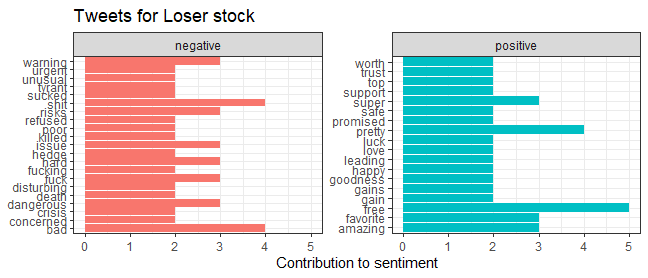 Tweets for Loser stock
negative
positive
warning
urgent
unusual
tyrant
sucked
shit
risks
refused
poor
killed
issue
hedge
hard
fucking
fuck
disturbing
death
dangerous
crisis
concerned
bad
0 1 2 3 4 5
worth
trust
top
support
super
safe
promised
pretty
luck
love
leading
happy
goodness
gains
gain
free
favorite
amazing
0 1 2 3 4 5
Contribution to sentiment